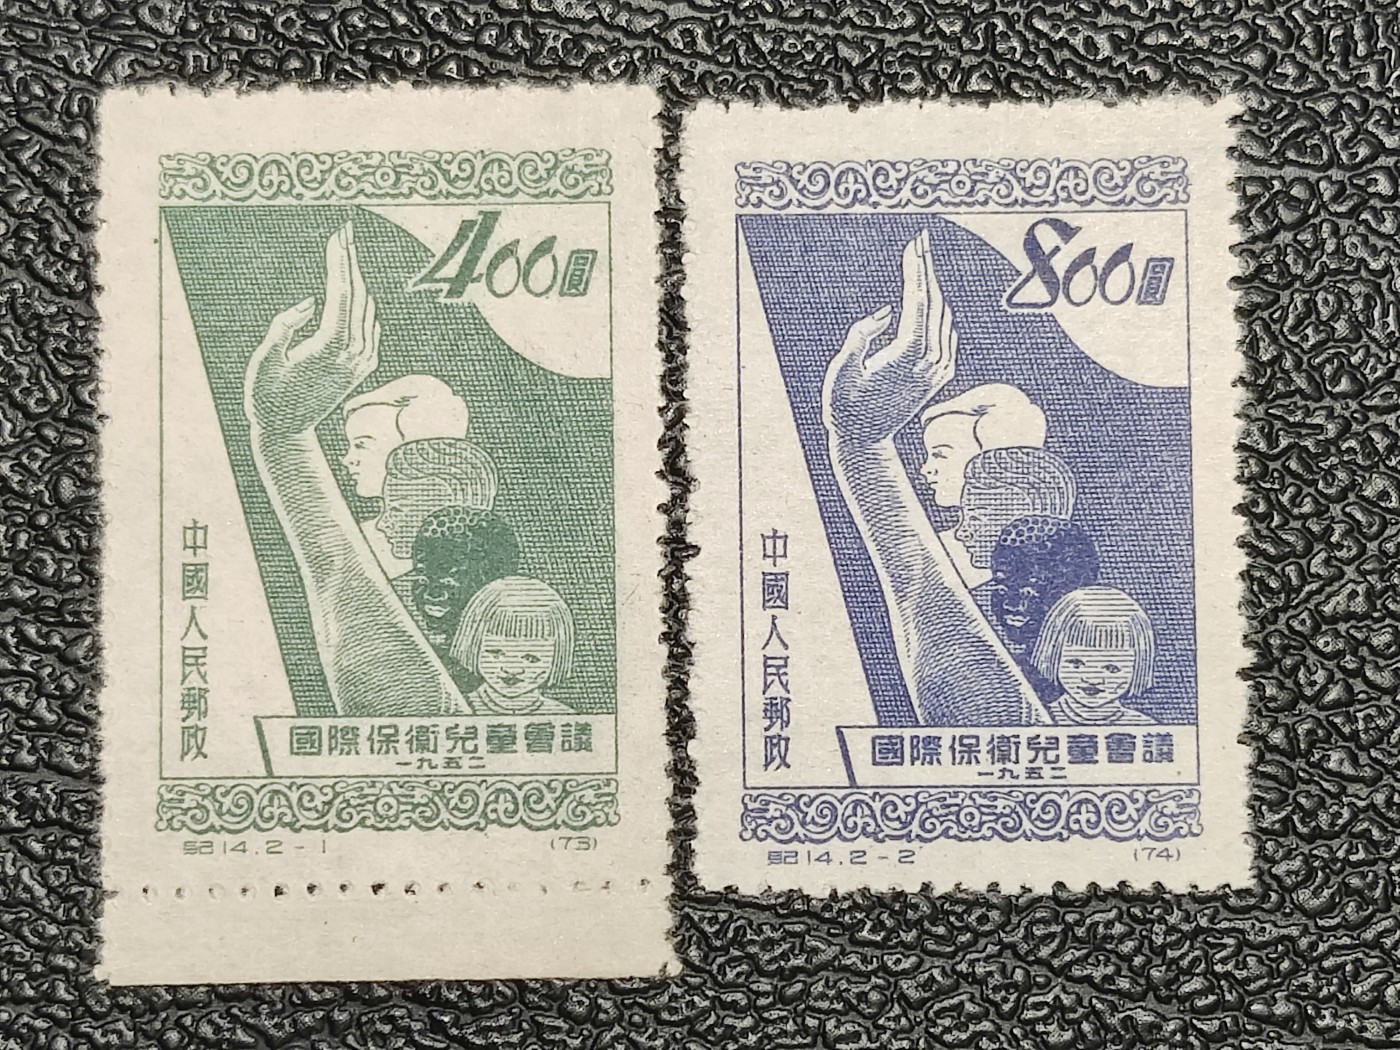 400圓
中國人民郵政
國際保衛兒童會議
一九五二
紀14.2-1
(73)
800圓
中國人民郵政
國際保衛兒童會議
一九五二
紀14.2-2
(74)